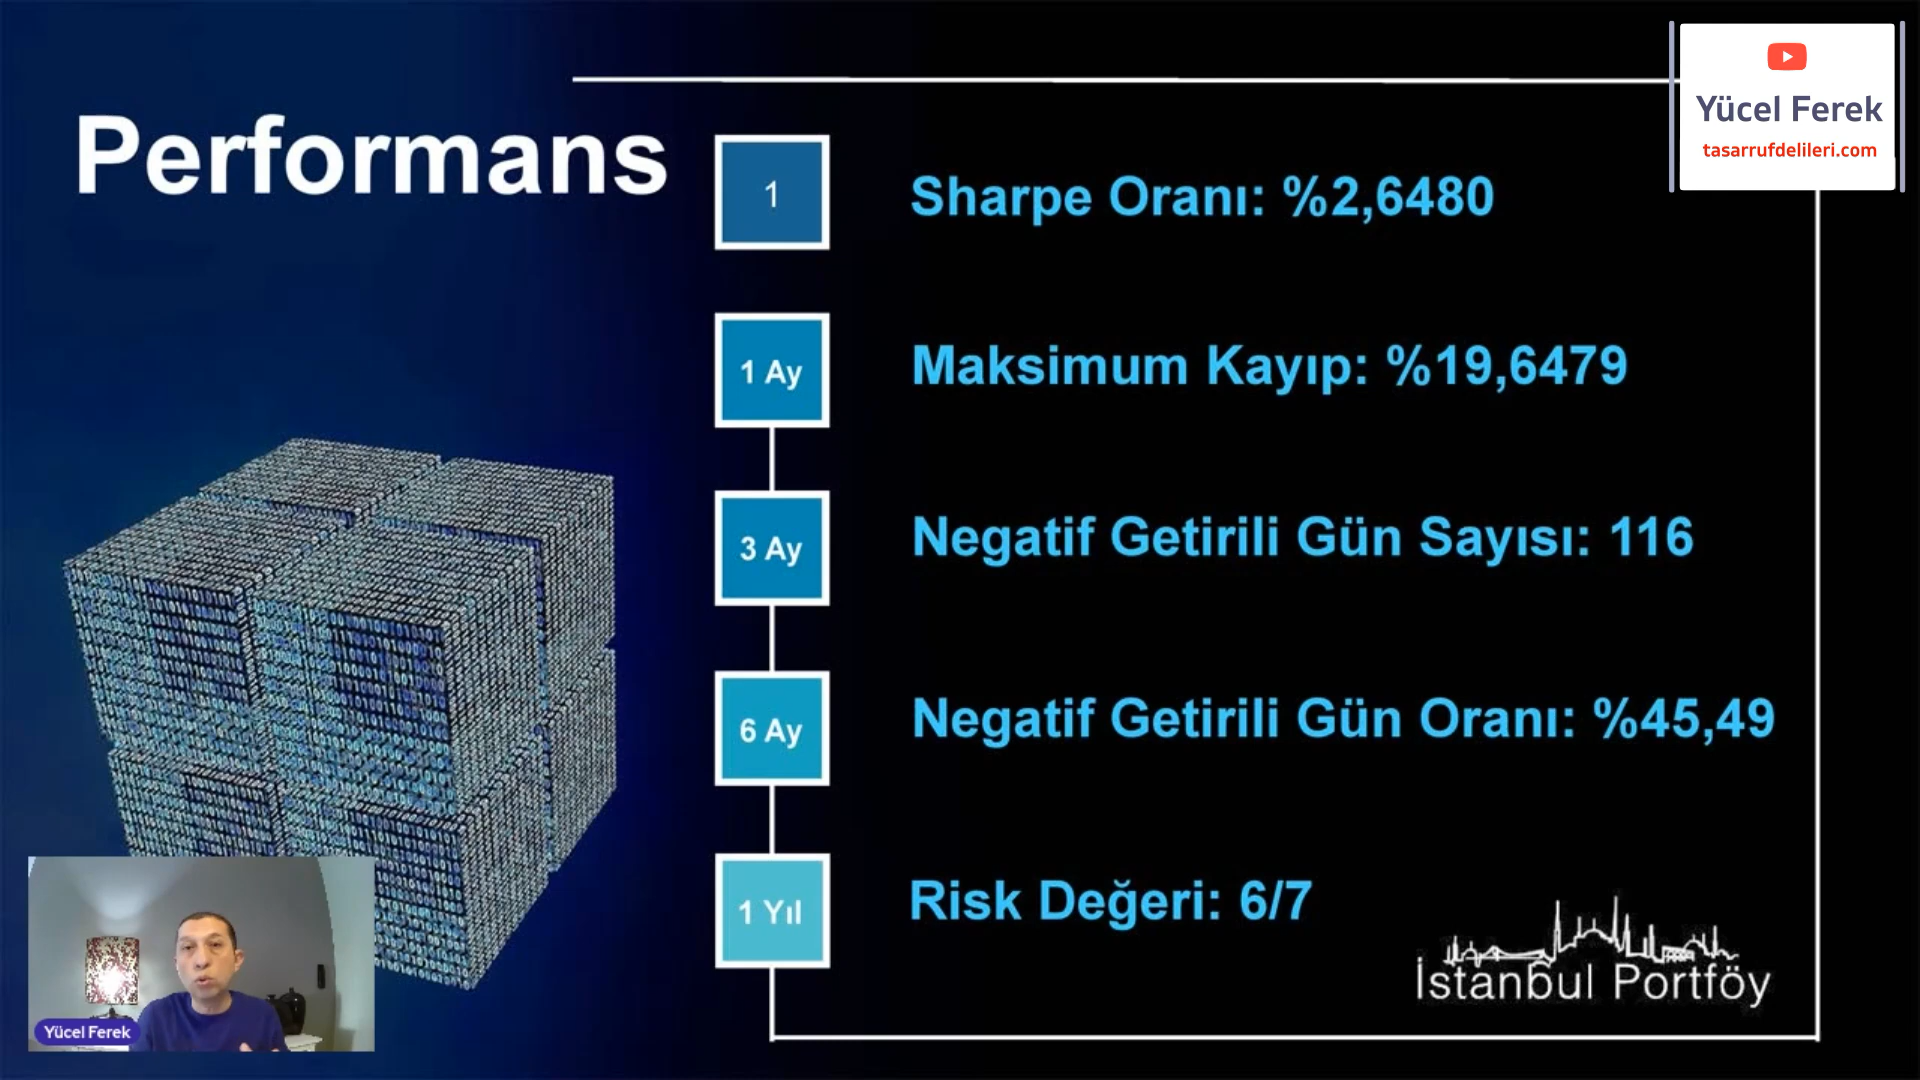 Yücel Ferek
tasarrufdelileri.com
Performans
1
Sharpe Oranı: %2,6480
1 Ay
Maksimum Kayıp: %19,6479
3 Ay
Negatif Getirili Gün Sayısı: 116
6 Ay
Negatif Getirili Gün Oranı: %45,49
1 Yıl
Risk Değeri: 6/7
İstanbul Portföy
Yücel Ferek